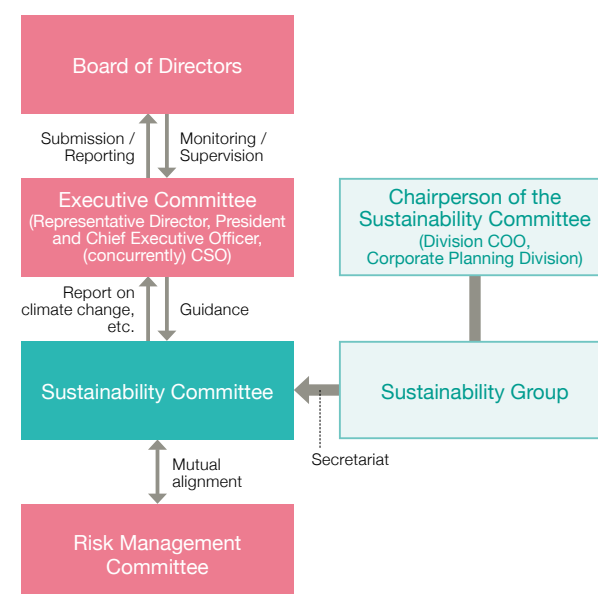 Board of Directors
Submission /
Reporting
Monitoring /
Supervision
Executive Committee
(Representative Director, President
and Chief Executive Officer,
(concurrently) CSO)
Chairperson of the
Sustainability Committee
(Division COO,
Corporate Planning Division)
Report on
climate change,
etc.
Guidance
Sustainability Committee
Sustainability Group
Secretariat
Mutual
alignment
Risk Management
Committee